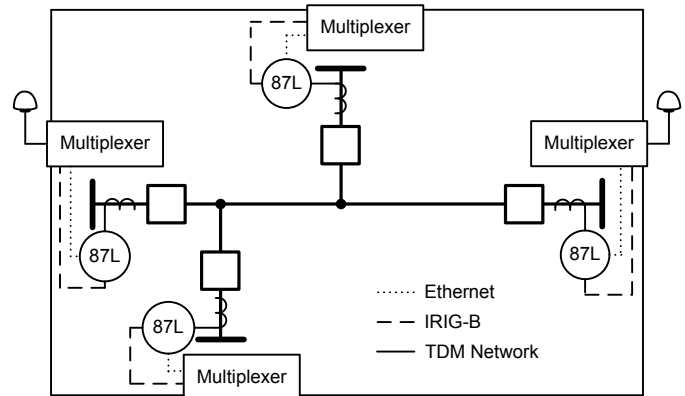 Multiplexer
87L
Multiplexer
Multiplexer
87L
87L
87L
Ethernet
IRIG-B
TDM Network
Multiplexer